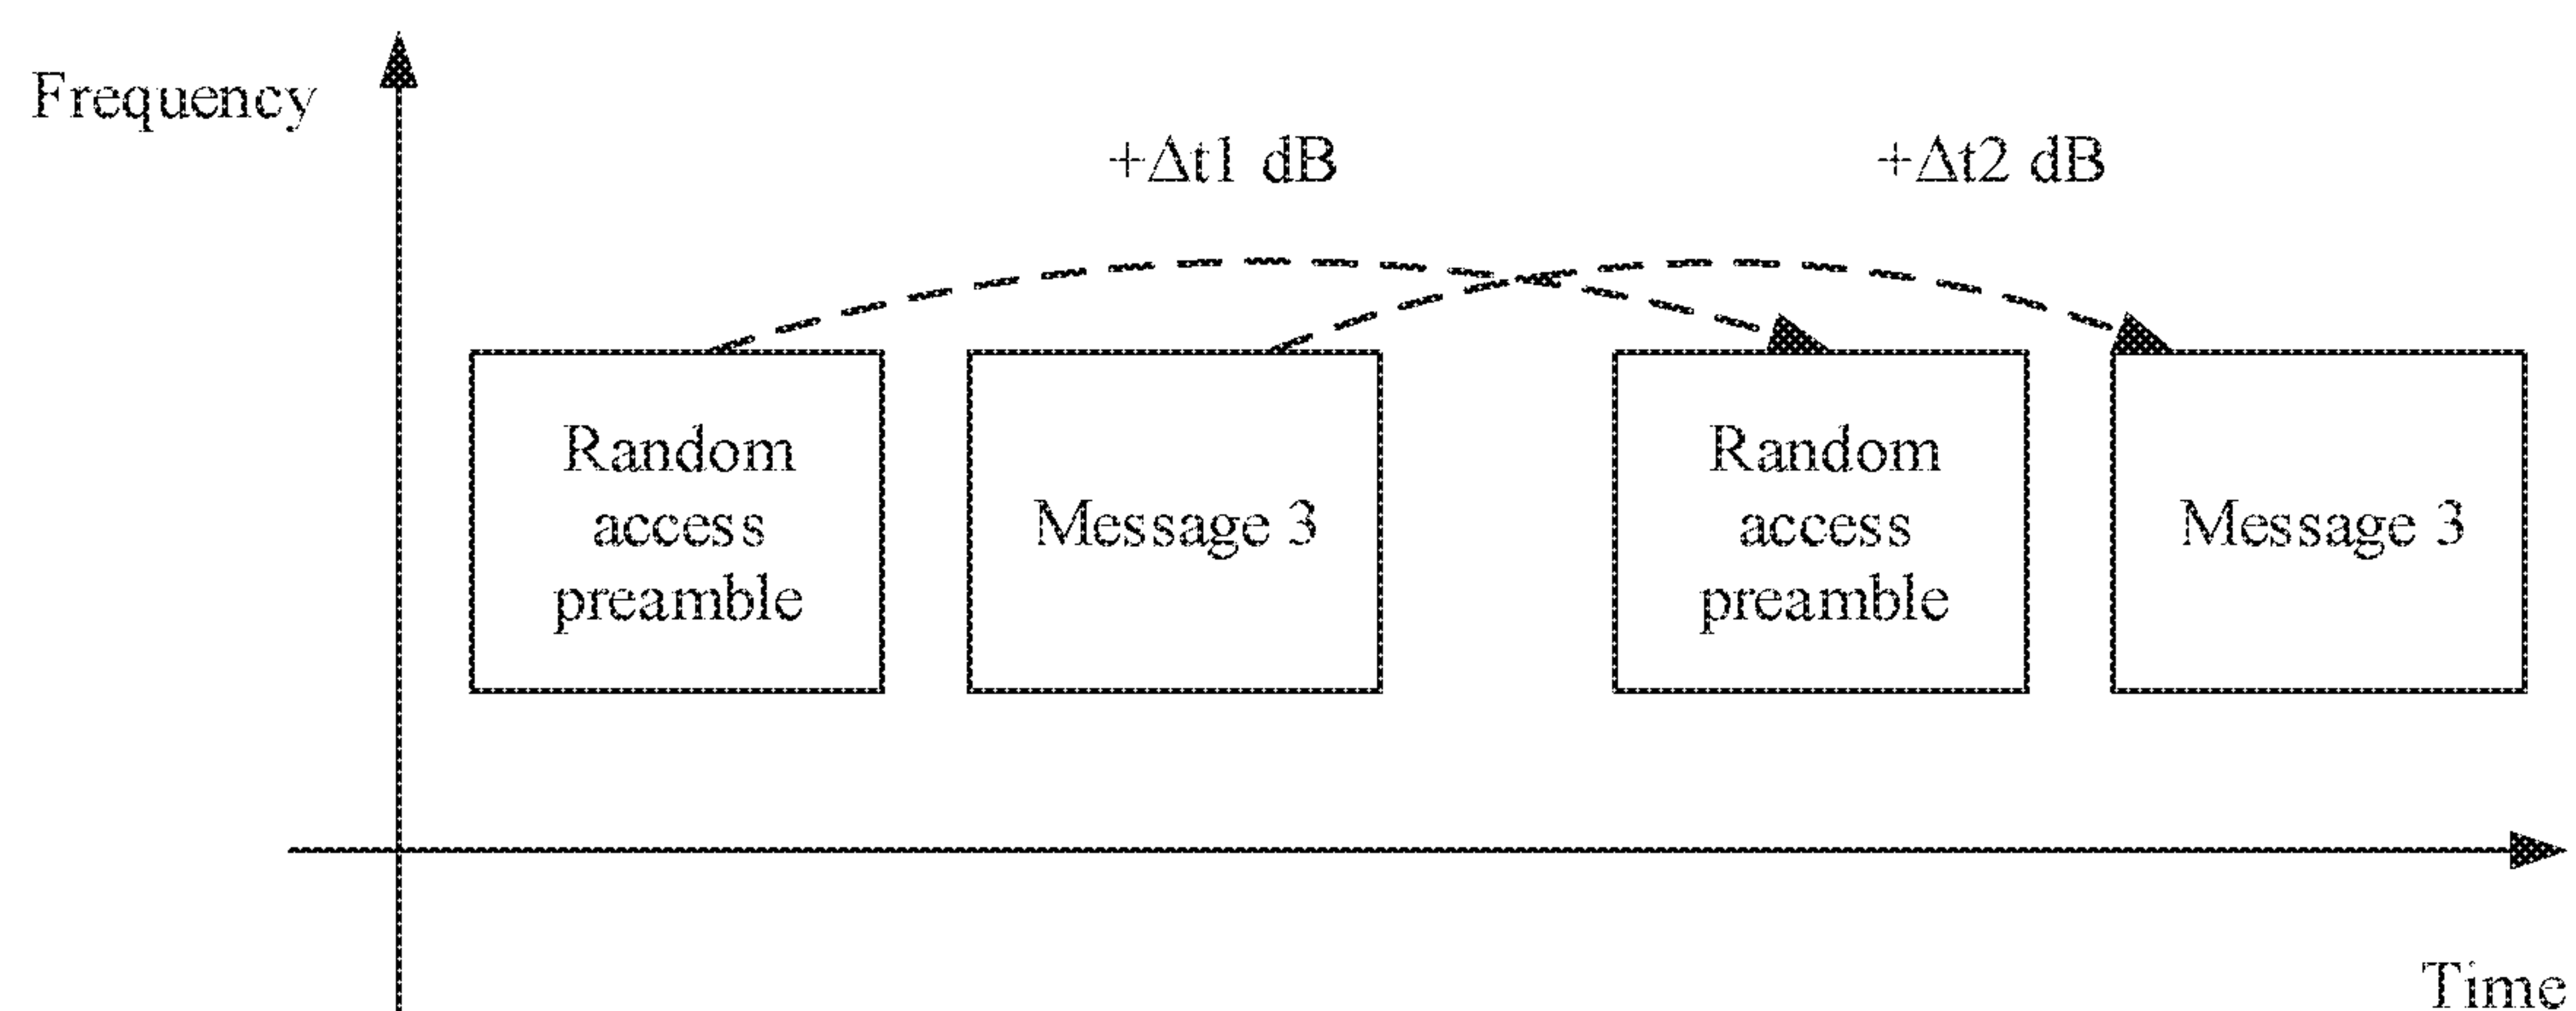 Frequency
+Δt1 dB
+Δt2 dB
Random
access
preamble
Message 3
Random
access
preamble
Message 3
Time